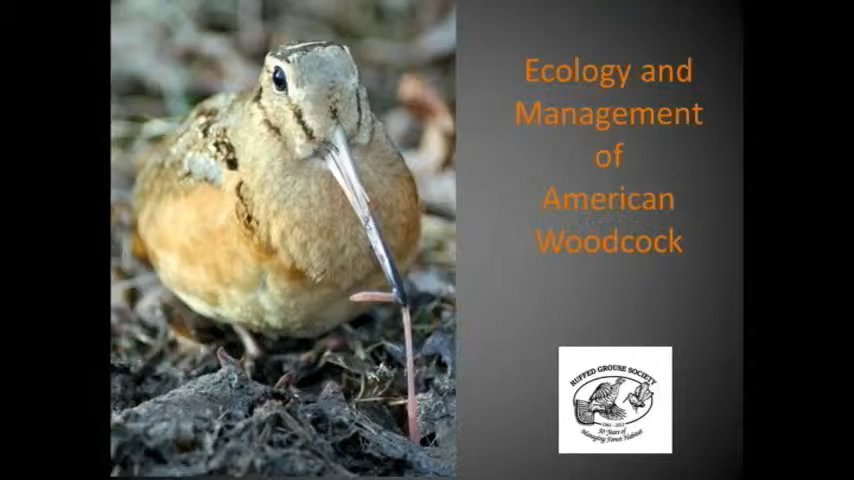 Ecology and
Management
of
American
Woodcock
RUFFED GROUSE SOCIETY
50 Years of
Managing Forest Habitat